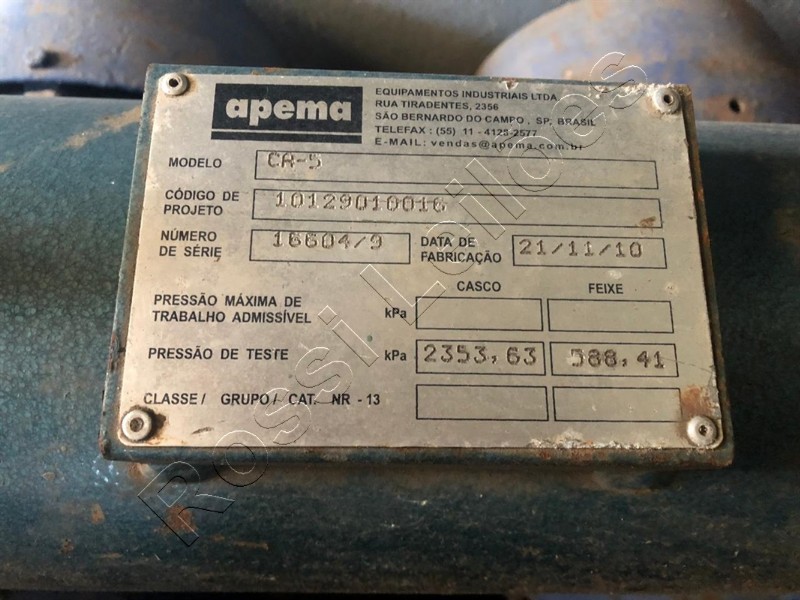 apema
EQUIPAMENTOS INDUSTRIAIS LTDA.
RUA TIRADENTES, 2356
SÃO BERNARDO DO CAMPO, SP, BRASIL
TELEFAX : (55) 11 - 4128-2577
E-MAIL: vendas@apema.com.br
MODELO CA-5
CÓDIGO DE PROJETO 10129010016
NÚMERO DE SÉRIE 16604/9 DATA DE FABRICAÇÃO 21/11/10
CASCO FEIXE
PRESSÃO MÁXIMA DE TRABALHO ADMISSÍVEL kPa
PRESSÃO DE TESTE kPa 2353,63 588,41
CLASSE/ GRUPO/ CAT. NR - 13
Rossi Leilões